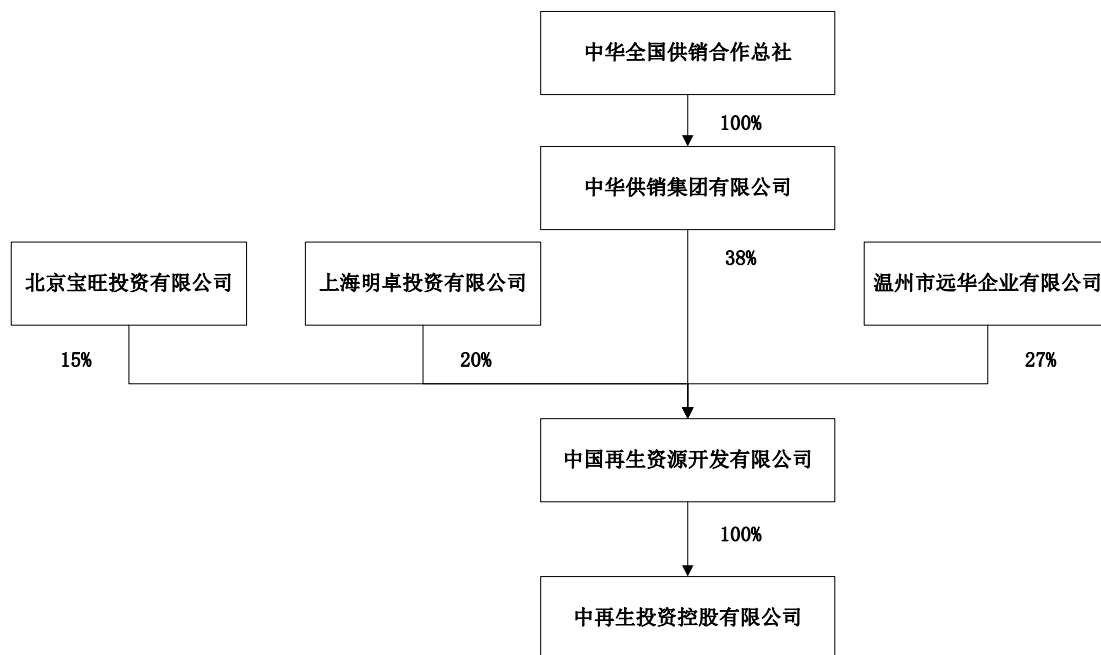 中华全国供销合作总社
100%
中华供销集团有限公司
38%
北京宝旺投资有限公司
上海明卓投资有限公司
温州市远华企业有限公司
15%
20%
27%
中国再生资源开发有限公司
100%
中再生投资控股有限公司